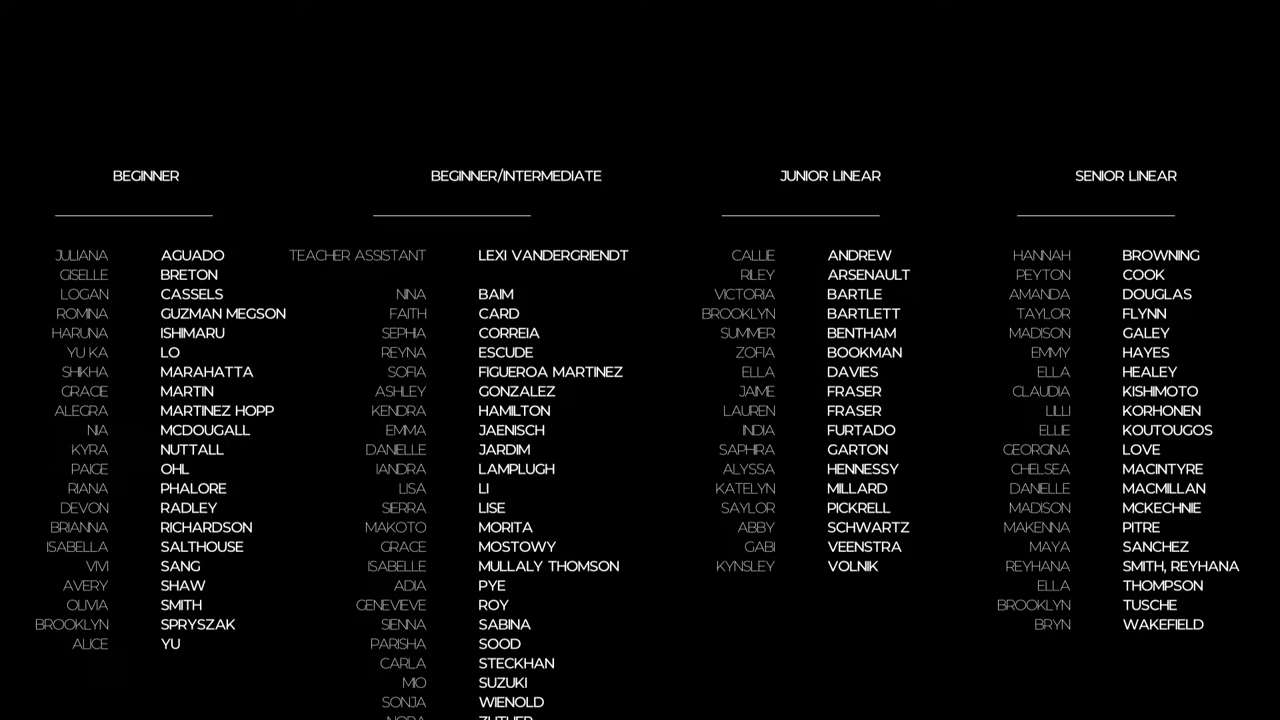 BEGINNER
JULIANA AGUADO
GISELLE BRETON
LOGAN CASSELS
ROMINA GUZMAN MEGSON
HARUNA ISHIMARU
YU KA LO
SHIKHA MARAHATTA
GRACIE MARTIN
ALEGRA MARTINEZ HOPP
NIA MCDOUGALL
KYRA NUTTALL
PAIGE OHL
RIANA PHALORE
DEVON RADLEY
BRIANNA RICHARDSON
ISABELLA SALTHOUSE
VIVI SANG
AVERY SHAW
OLIVIA SMITH
BROOKLYN SPRYSZAK
ALICE YU
BEGINNER/INTERMEDIATE
TEACHER ASSISTANT LEXI VANDERGRIENDT
NINA BAIM
FAITH CARD
SEPHIA CORREIA
REYNA ESCUDE
SOFIA FIGUEROA MARTINEZ
ASHLEY GONZALEZ
KENDRA HAMILTON
EMMA JAENISCH
DANIELLE JARDIM
IANDRA LAMPLUGH
LISA LI
SIERRA LISE
MAKOTO MORITA
GRACE MOSTOWY
ISABELLE MULLALY THOMSON
ADIA PYE
GENEVIEVE ROY
SIENNA SABINA
PARISHA SOOD
CARLA STECKHAN
MIO SUZUKI
SONJA WIENOLD
JUNIOR LINEAR
CALLIE ANDREW
RILEY ARSENAULT
VICTORIA BARTLE
BROOKLYN BARTLETT
SUMMER BENTHAM
ZOFIA BOOKMAN
ELLA DAVIES
JAIME FRASER
LAUREN FRASER
INDIA FURTADO
SAPHIRA GARTON
ALYSSA HENNESSY
KATELYN MILLARD
SAYLOR PICKRELL
ABBY SCHWARTZ
GABI VEENSTRA
KYNSLEY VOLNIK
SENIOR LINEAR
HANNAH BROWNING
PEYTON COOK
AMANDA DOUGLAS
TAYLOR FLYNN
MADISON GALEY
EMMY HAYES
ELLA HEALEY
CLAUDIA KISHIMOTO
LILLI KORHONEN
ELLIE KOUTOUGOS
GEORGINA LOVE
CHELSEA MACINTYRE
DANIELLE MACMILLAN
MADISON MCKECHNIE
MAKENNA PITRE
MAYA SANCHEZ
REYHANA SMITH, REYHANA
ELLA THOMPSON
BROOKLYN TUSCHE
BRYN WAKEFIELD